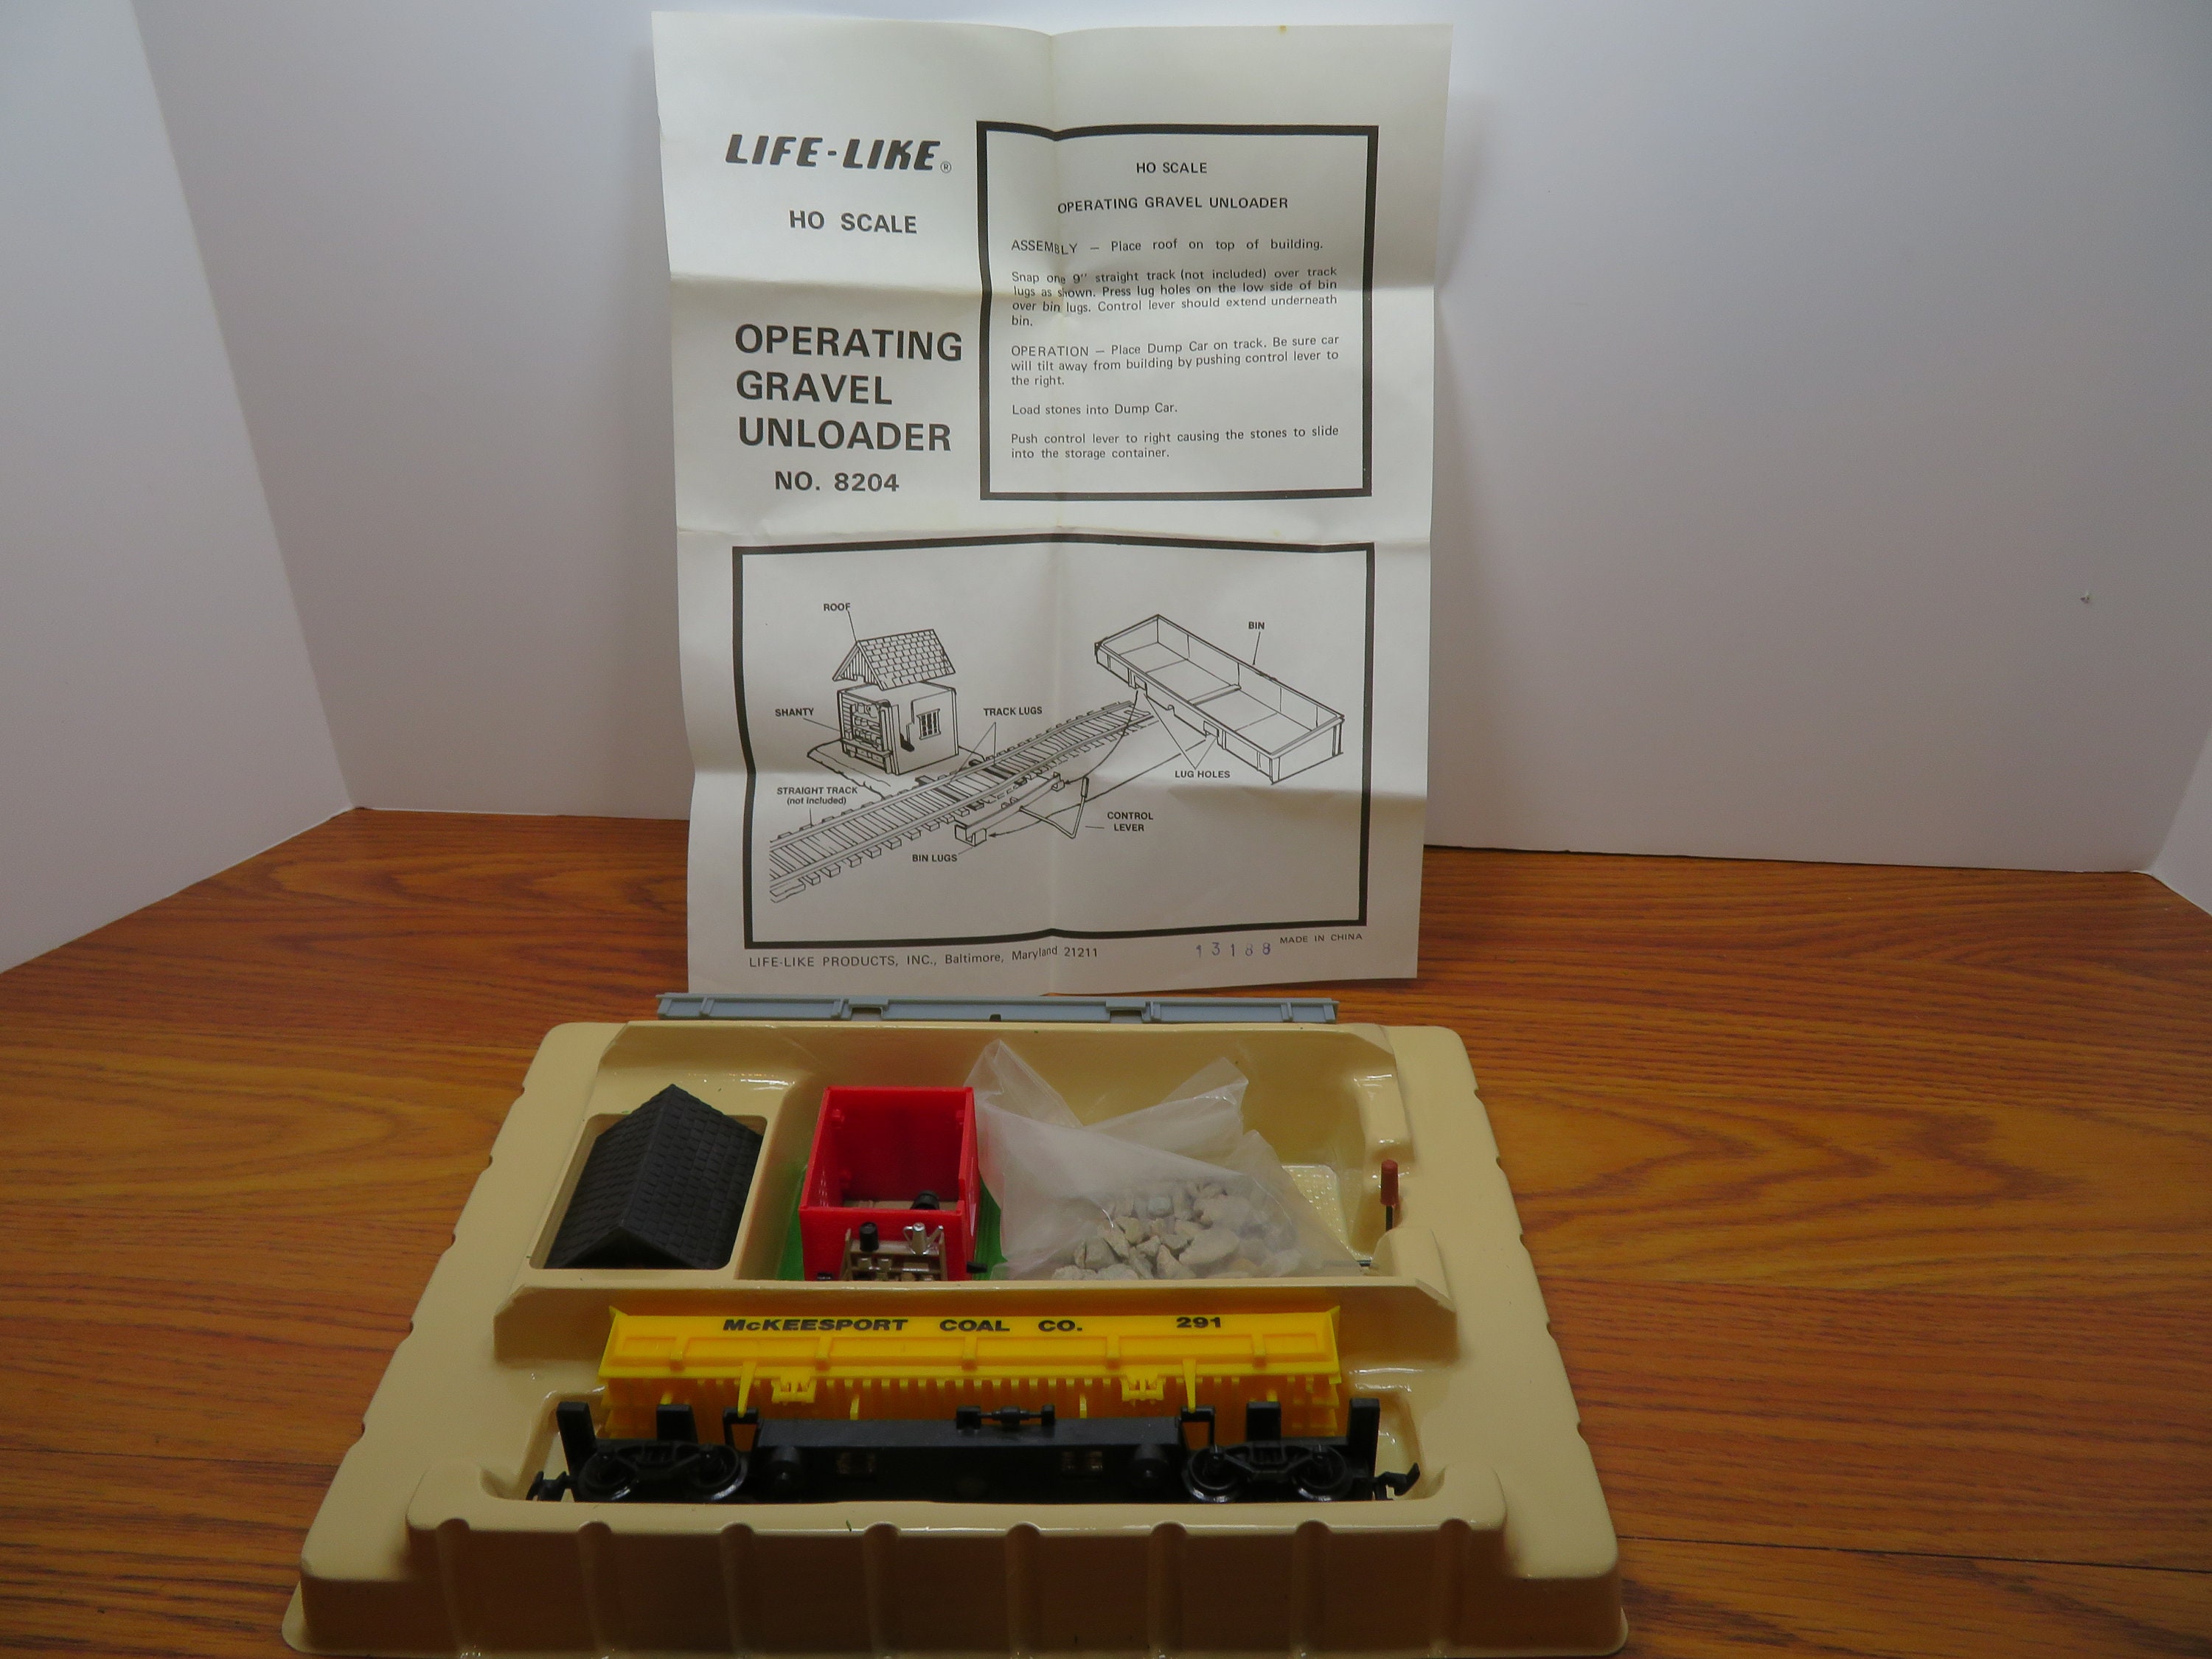 LIFE-LIKE®
HO SCALE
OPERATING
GRAVEL
UNLOADER
NO. 8204
HO SCALE
OPERATING GRAVEL UNLOADER
ASSEMBLY — Place roof on top of building.
Snap one 9" straight track (not included) over track
lugs as shown. Press lug holes on the low side of bin
over bin lugs. Control lever should extend underneath
bin.
OPERATION — Place Dump Car on track. Be sure car
will tilt away from building by pushing control lever to
the right.
Load stones into Dump Car.
Push control lever to right causing the stones to slide
into the storage container.
ROOF
BIN
SHANTY
TRACK LUGS
LUG HOLES
STRAIGHT TRACK
(not included)
CONTROL
LEVER
BIN LUGS
LIFE-LIKE PRODUCTS, INC., Baltimore, Maryland 21211
13188
MADE IN CHINA
McKEESPORT COAL CO. 291